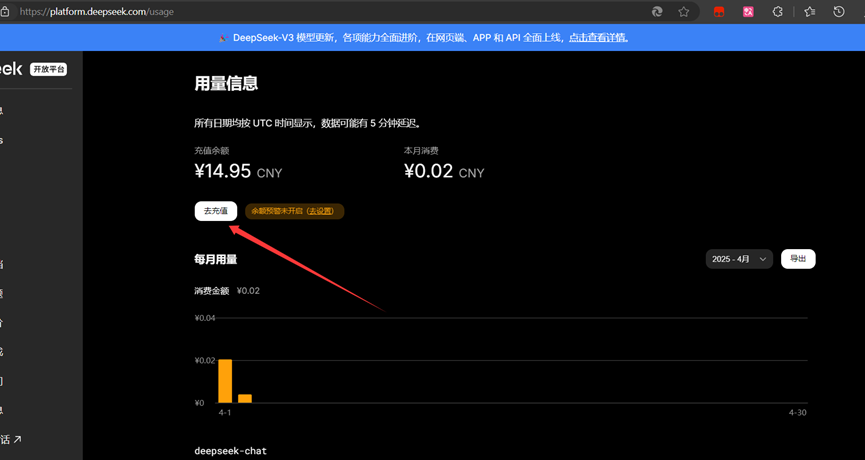 https://platform.deepseek.com/usage
DeepSeek-V3 模型更新，各项能力全面进阶，在网页端、APP 和 API 全面上线，点击查看详情。
eek 开放平台
用量信息
所有日期均按 UTC 时间显示，数据可能有 5 分钟延迟。
充值余额 本月消费
¥14.95 CNY ¥0.02 CNY
去充值 余额预警未开启（去设置）
每月用量 2025 - 4月 导出
消费金额 ¥0.02
¥0.04
¥0.02
¥0
4-1 4-30
deepseek-chat
s
话